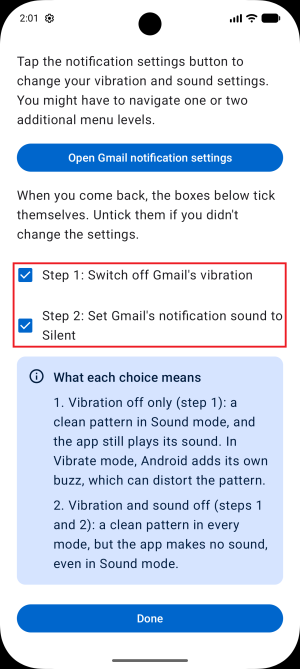 2:01
Tap the notification settings button to
change your vibration and sound settings.
You might have to navigate one or two
additional menu levels.
Open Gmail notification settings
When you come back, the boxes below tick
themselves. Untick them if you didn't
change the settings.
Step 1: Switch off Gmail's vibration
Step 2: Set Gmail's notification sound to
Silent
What each choice means
1. Vibration off only (step 1): a
clean pattern in Sound mode, and
the app still plays its sound. In
Vibrate mode, Android adds its own
buzz, which can distort the pattern.
2. Vibration and sound off (steps 1
and 2): a clean pattern in every
mode, but the app makes no sound,
even in Sound mode.
Done